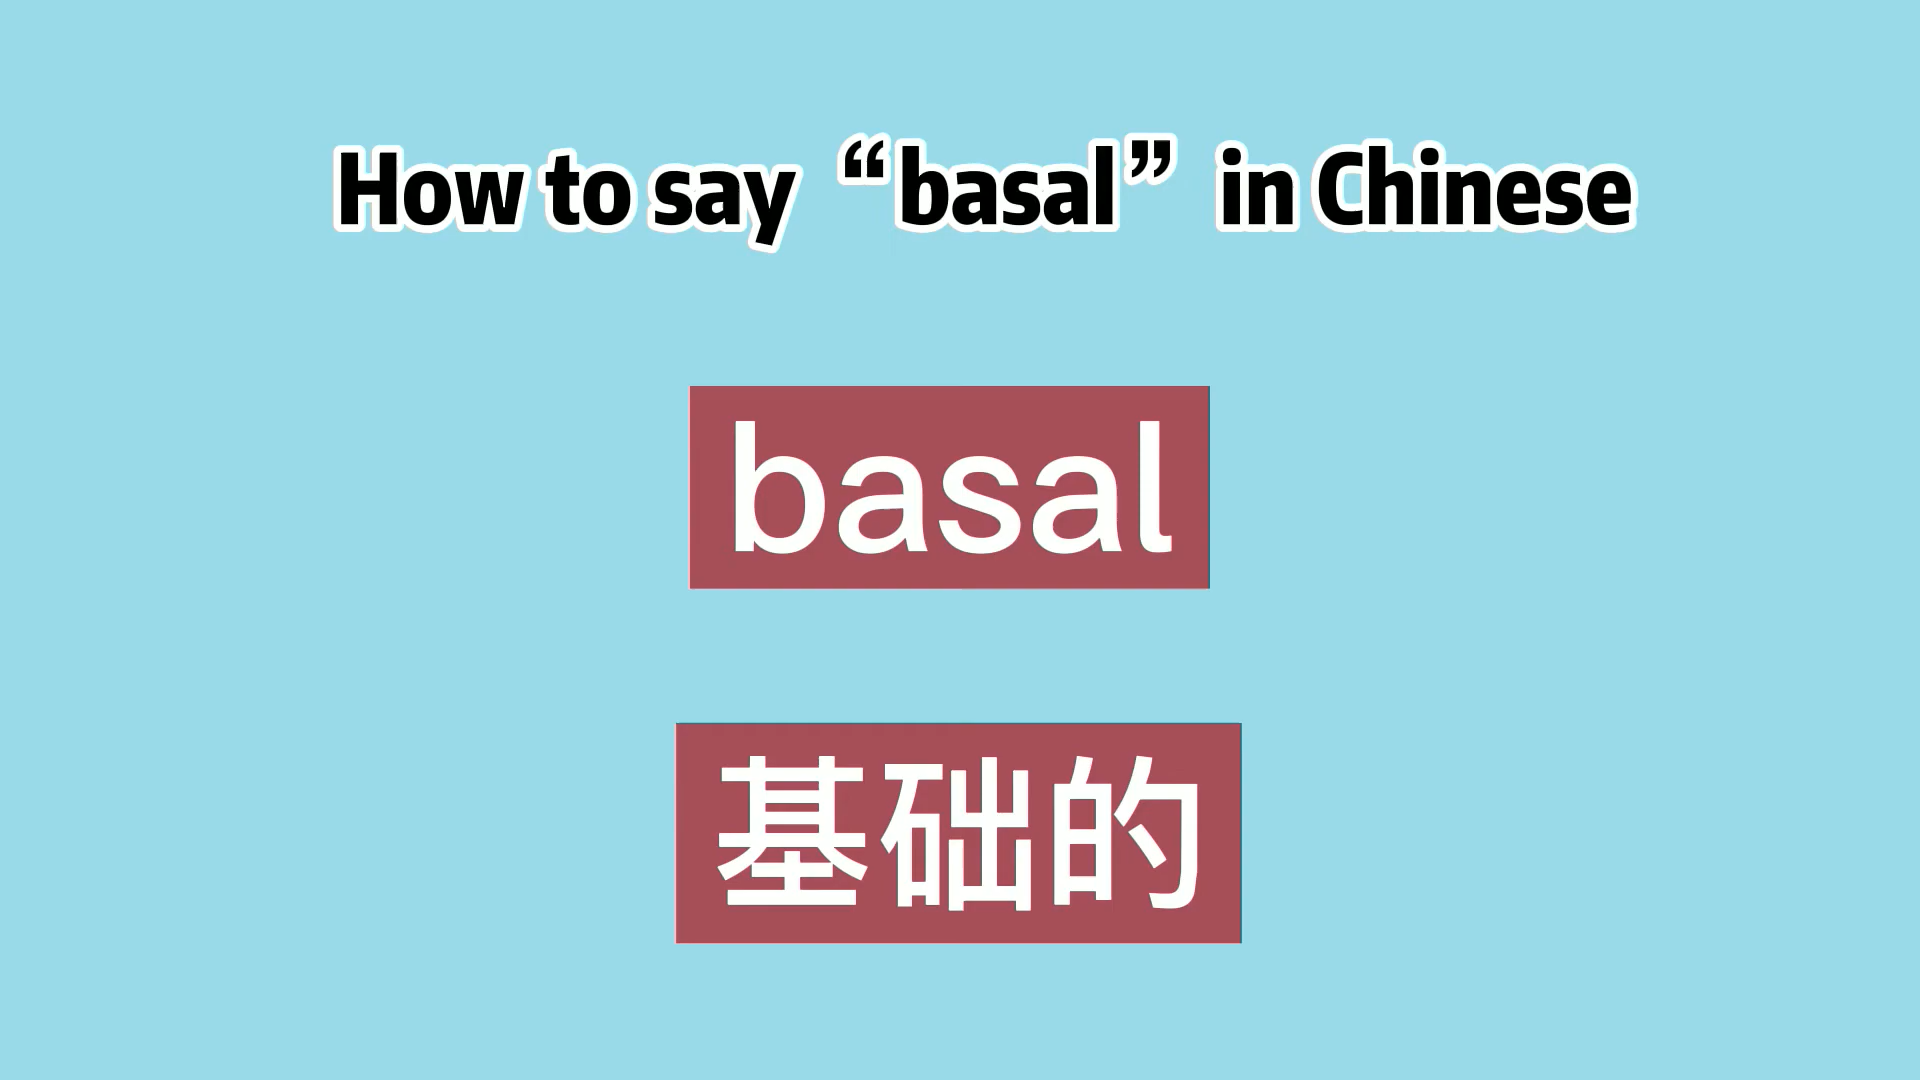 How to say “basal” in Chinese
basal
基础的